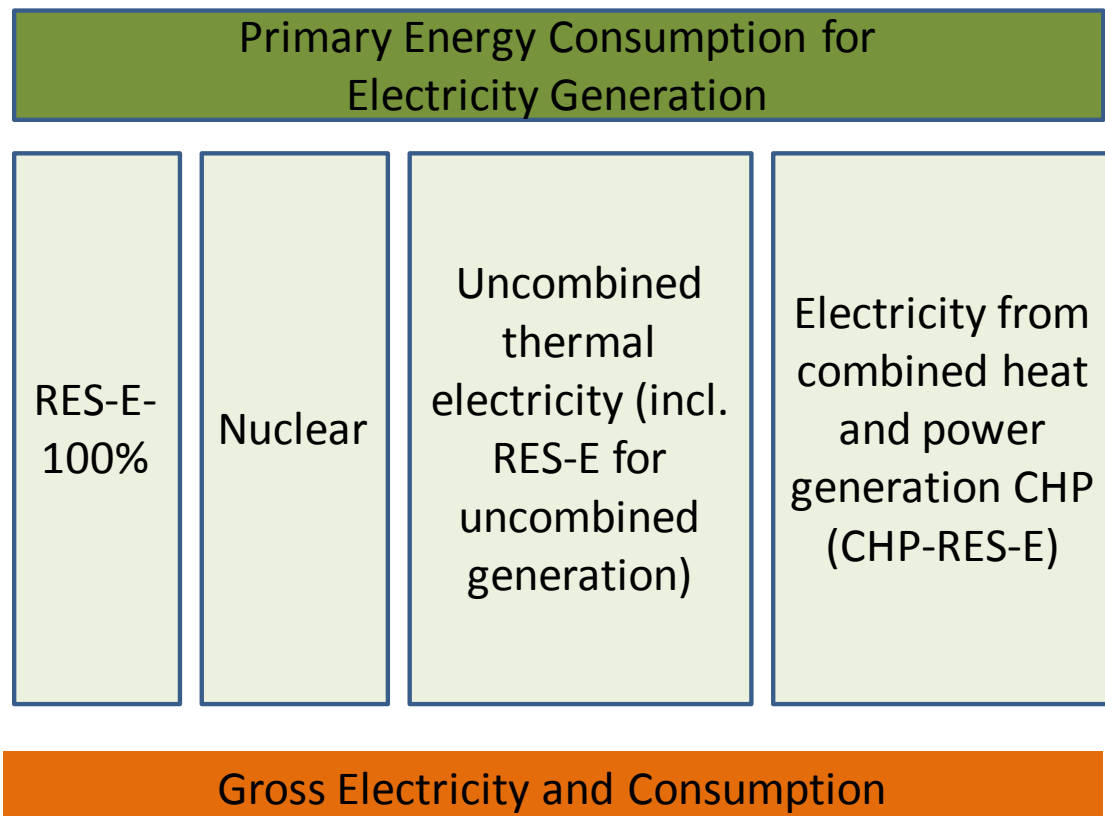 Primary Energy Consumption for
Electricity Generation
RES-E-
100%
Nuclear
Uncombined
thermal
electricity (incl.
RES-E for
uncombined
generation)
Electricity from
combined heat
and power
generation CHP
(CHP-RES-E)
Gross Electricity and Consumption